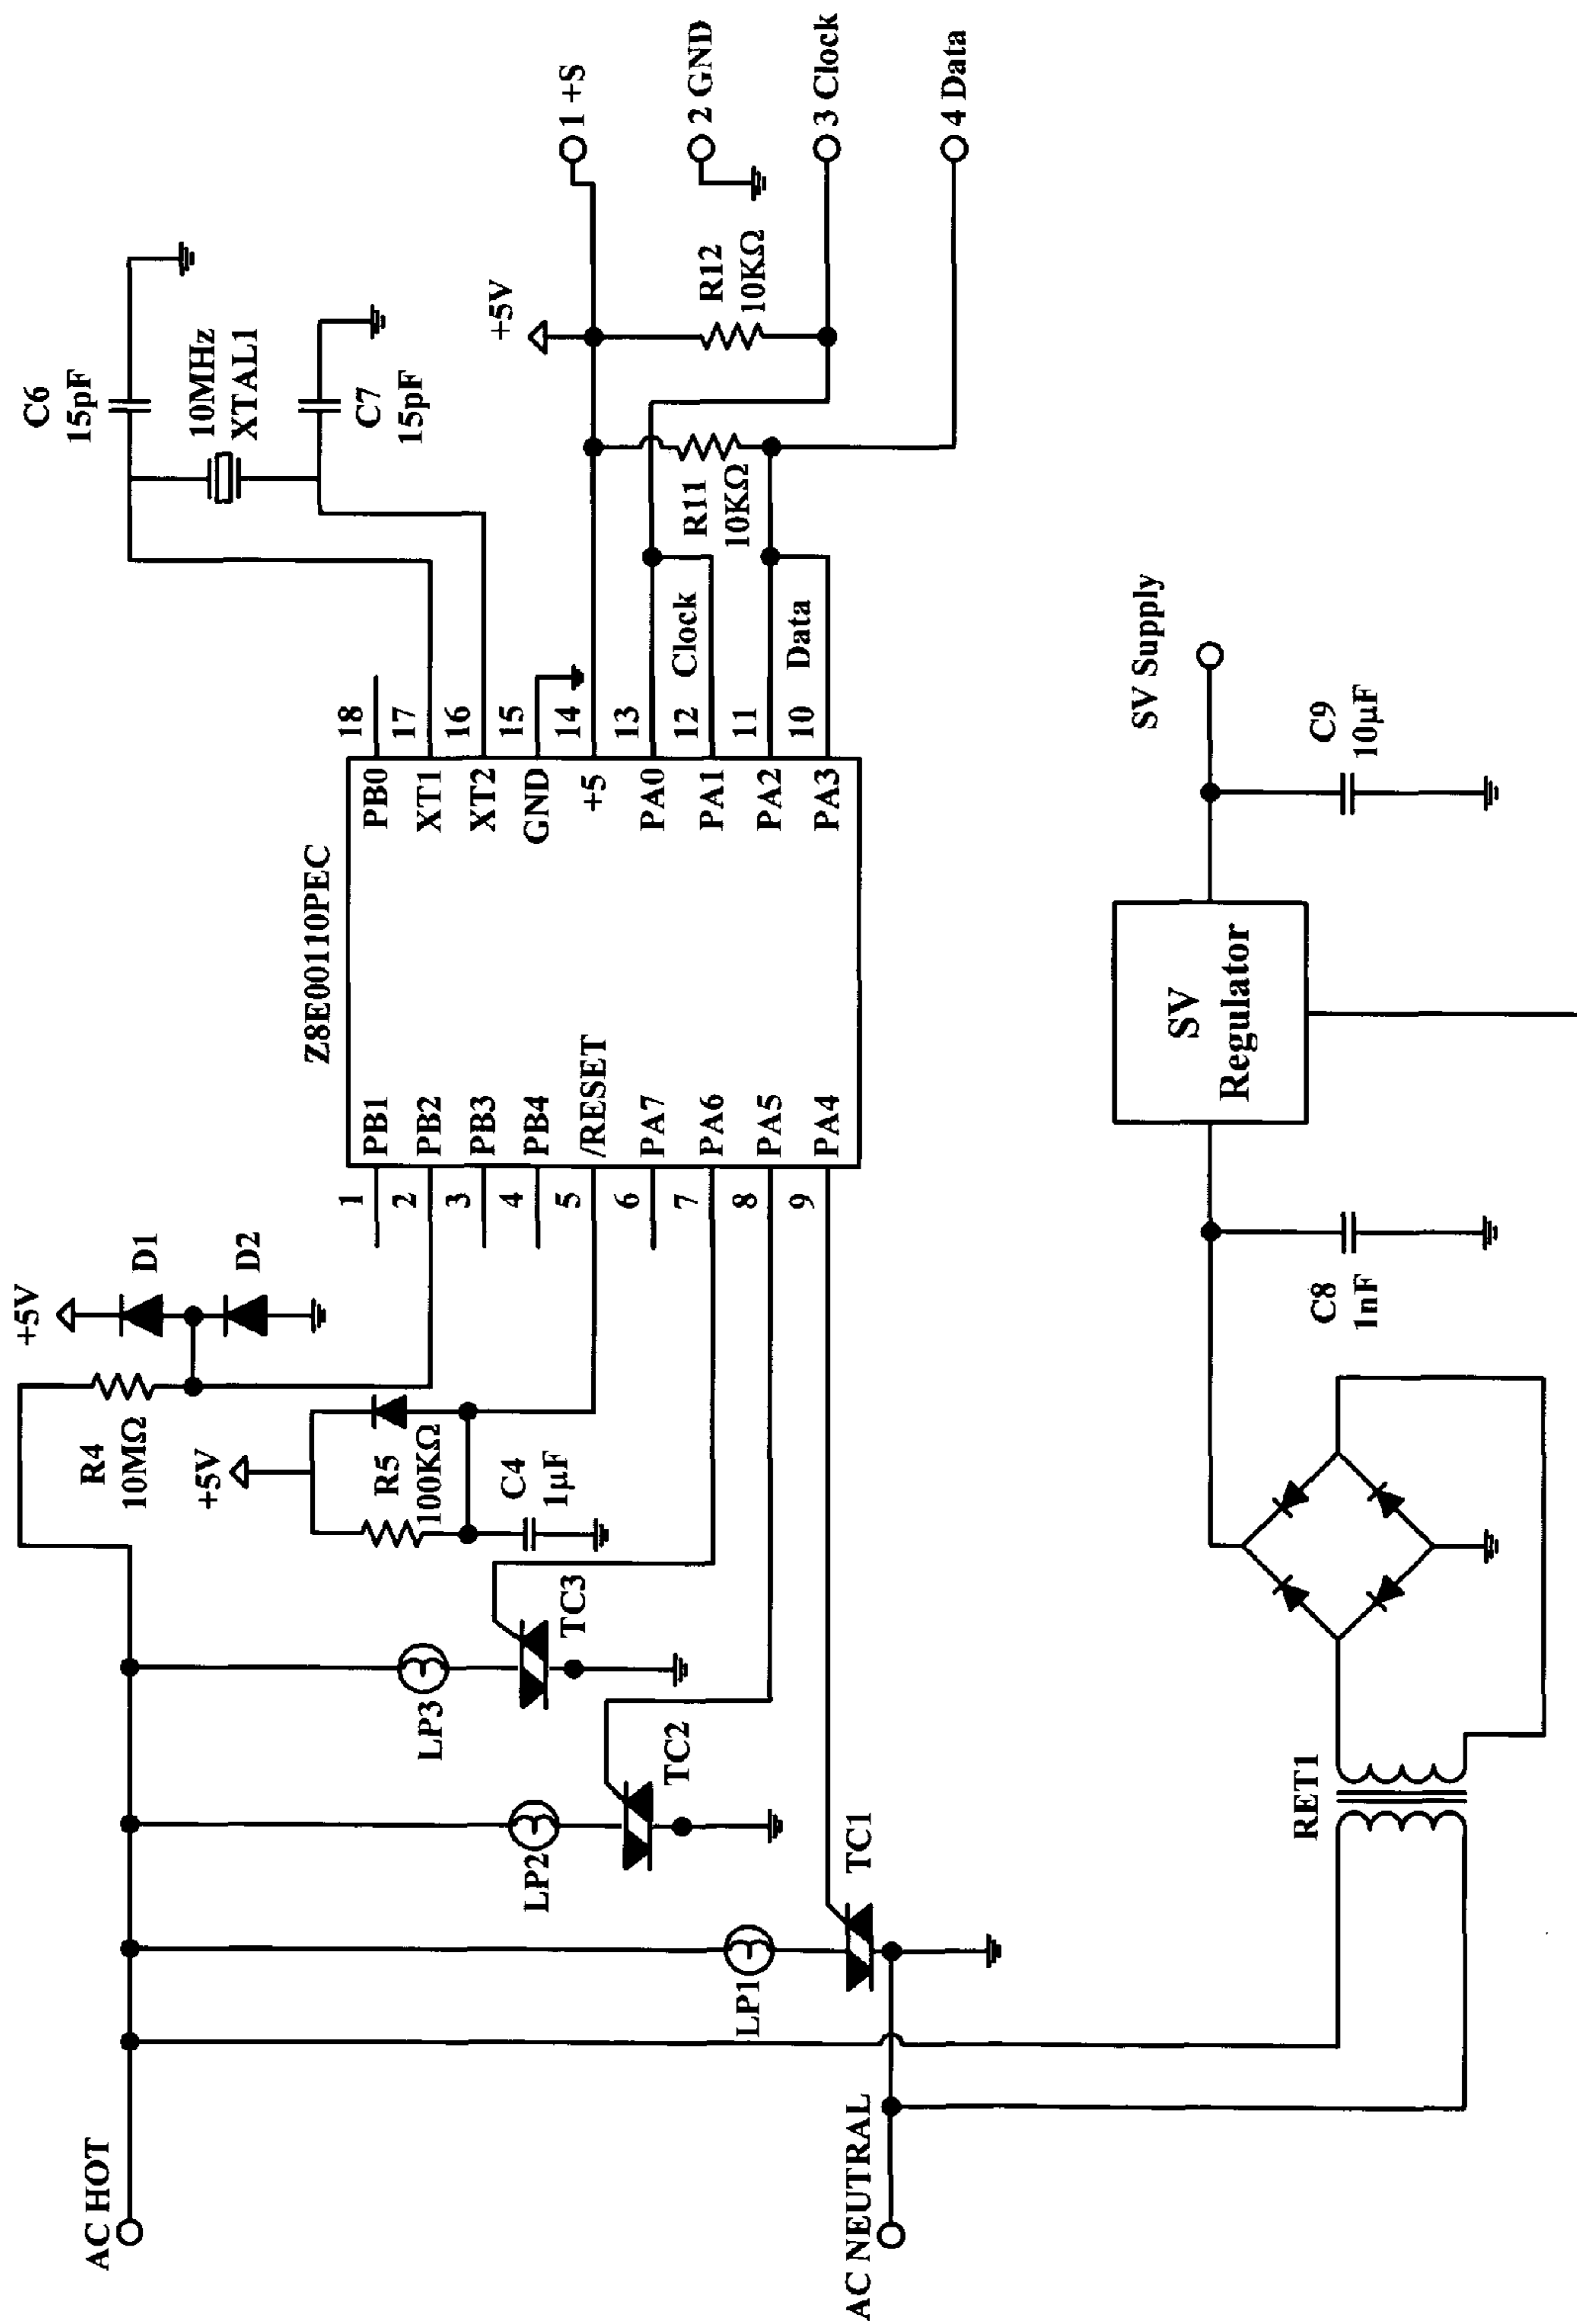 AC HOT
AC NEUTRAL
LP1
TC1
LP2
TC2
LP3
TC3
R4
10MΩ
+5V
D1
D2
+5V
R5
100KΩ
C4
1µF
Z8E00110PEC
1
2
3
4
5
6
7
8
9
PB1
PB2
PB3
PB4
/RESET
PA7
PA6
PA5
PA4
PB0
XT1
XT2
GND
+5
PA0
PA1
PA2
PA3
18
17
16
15
14
13
12
11
10
Clock
Data
C6
15pF
10MHz
XTAL1
C7
15pF
+5V
R11
10KΩ
R12
10KΩ
1 +S
2 GND
3 Clock
4 Data
RET1
C8
1nF
SV
Regulator
SV Supply
C9
10µF